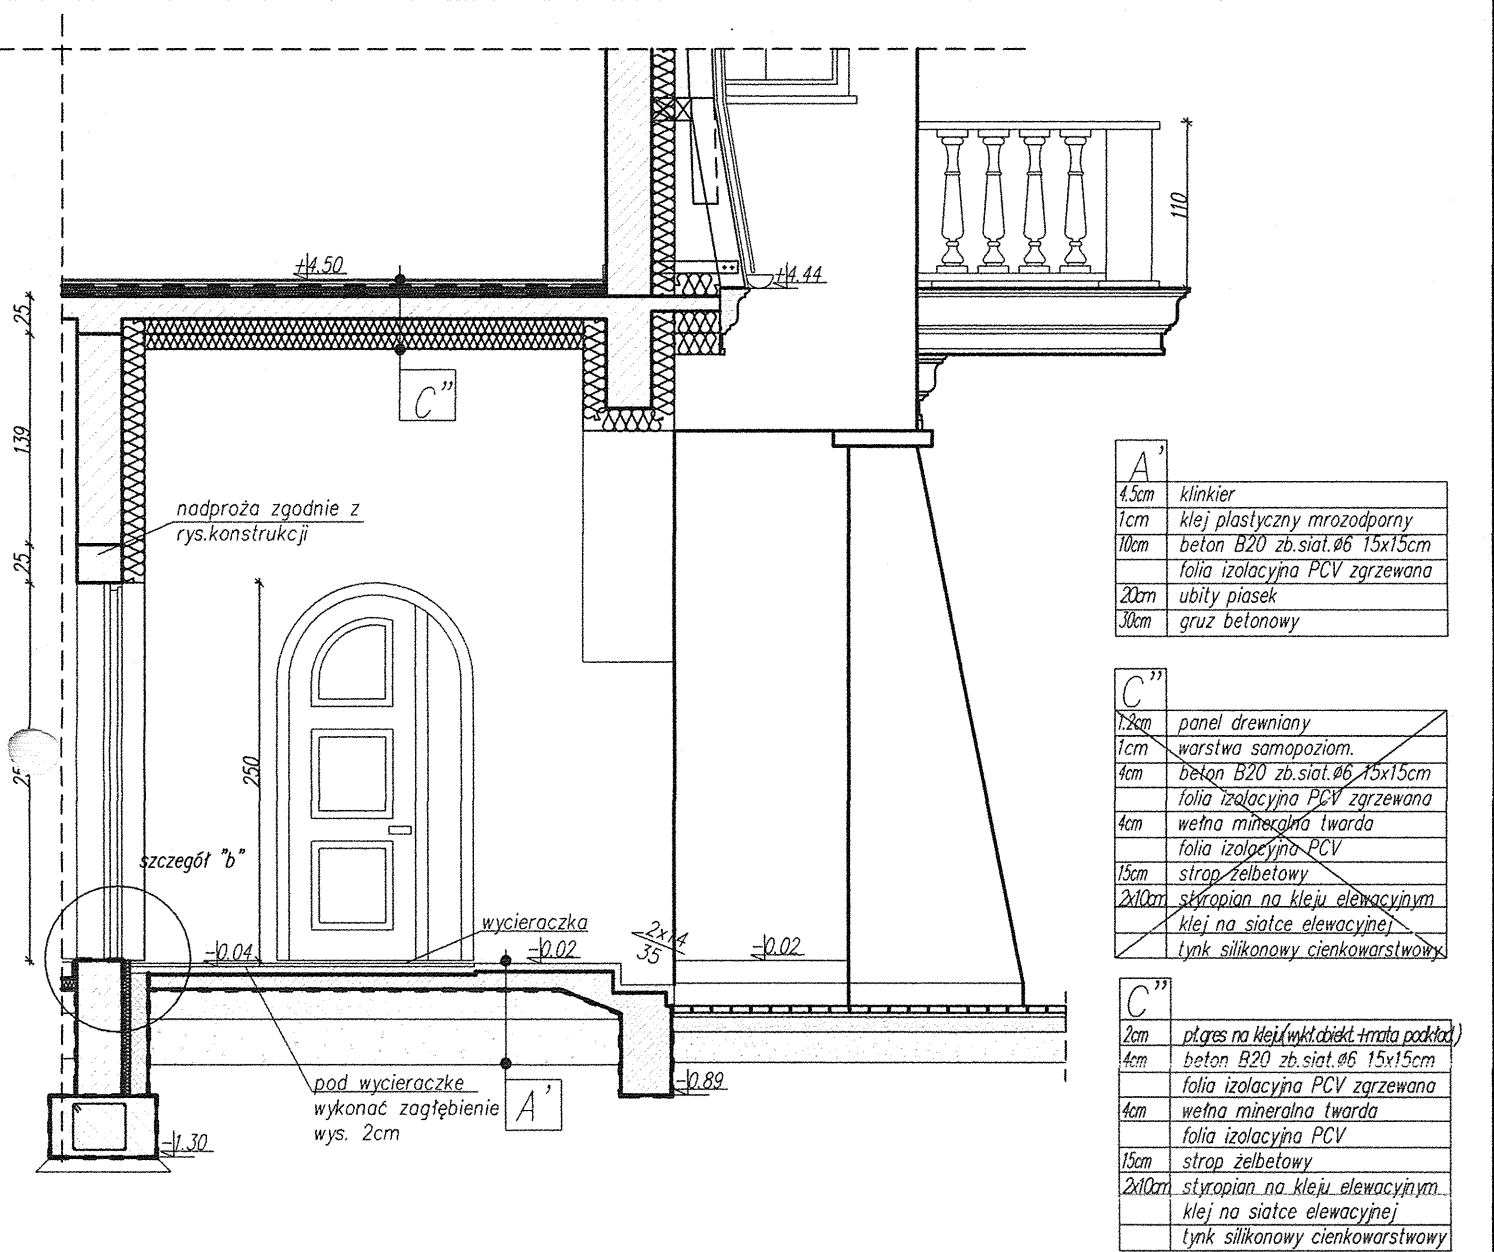 110
+4.50
+4.44
25
C"
139
nadproża zgodnie z
rys.konstrukcji
25
250
szczegół "b"
25
wycieraczka
-0.04
-0.02
2x14
35
-0.02
pod wycieraczke
wykonać zagłębienie
wys. 2cm
A'
-0.89
-1.30
A'
4.5cm klinkier
1cm klej plastyczny mrozodporny
10cm beton B20 zb.siat.ø6 15x15cm
folia izolacyjna PCV zgrzewana
20cm ubity piasek
30cm gruz betonowy
C"
1.2cm panel drewniany
1cm warstwa samopoziom.
4cm beton B20 zb.siat.ø6 15x15cm
folia izolacyjna PCV zgrzewana
4cm wełna mineralna twarda
folia izolacyjna PCV
15cm strop żelbetowy
2x10cm styropian na kleju elewacyjnym
klej na siatce elewacyjnej
tynk silikonowy cienkowarstwowy
C"
2cm pł.gres na kleju(wykł.obiekt.+mata podkład.)
4cm beton B20 zb.siat.ø6 15x15cm
folia izolacyjna PCV zgrzewana
4cm wełna mineralna twarda
folia izolacyjna PCV
15cm strop żelbetowy
2x10cm styropian na kleju elewacyjnym
klej na siatce elewacyjnej
tynk silikonowy cienkowarstwowy